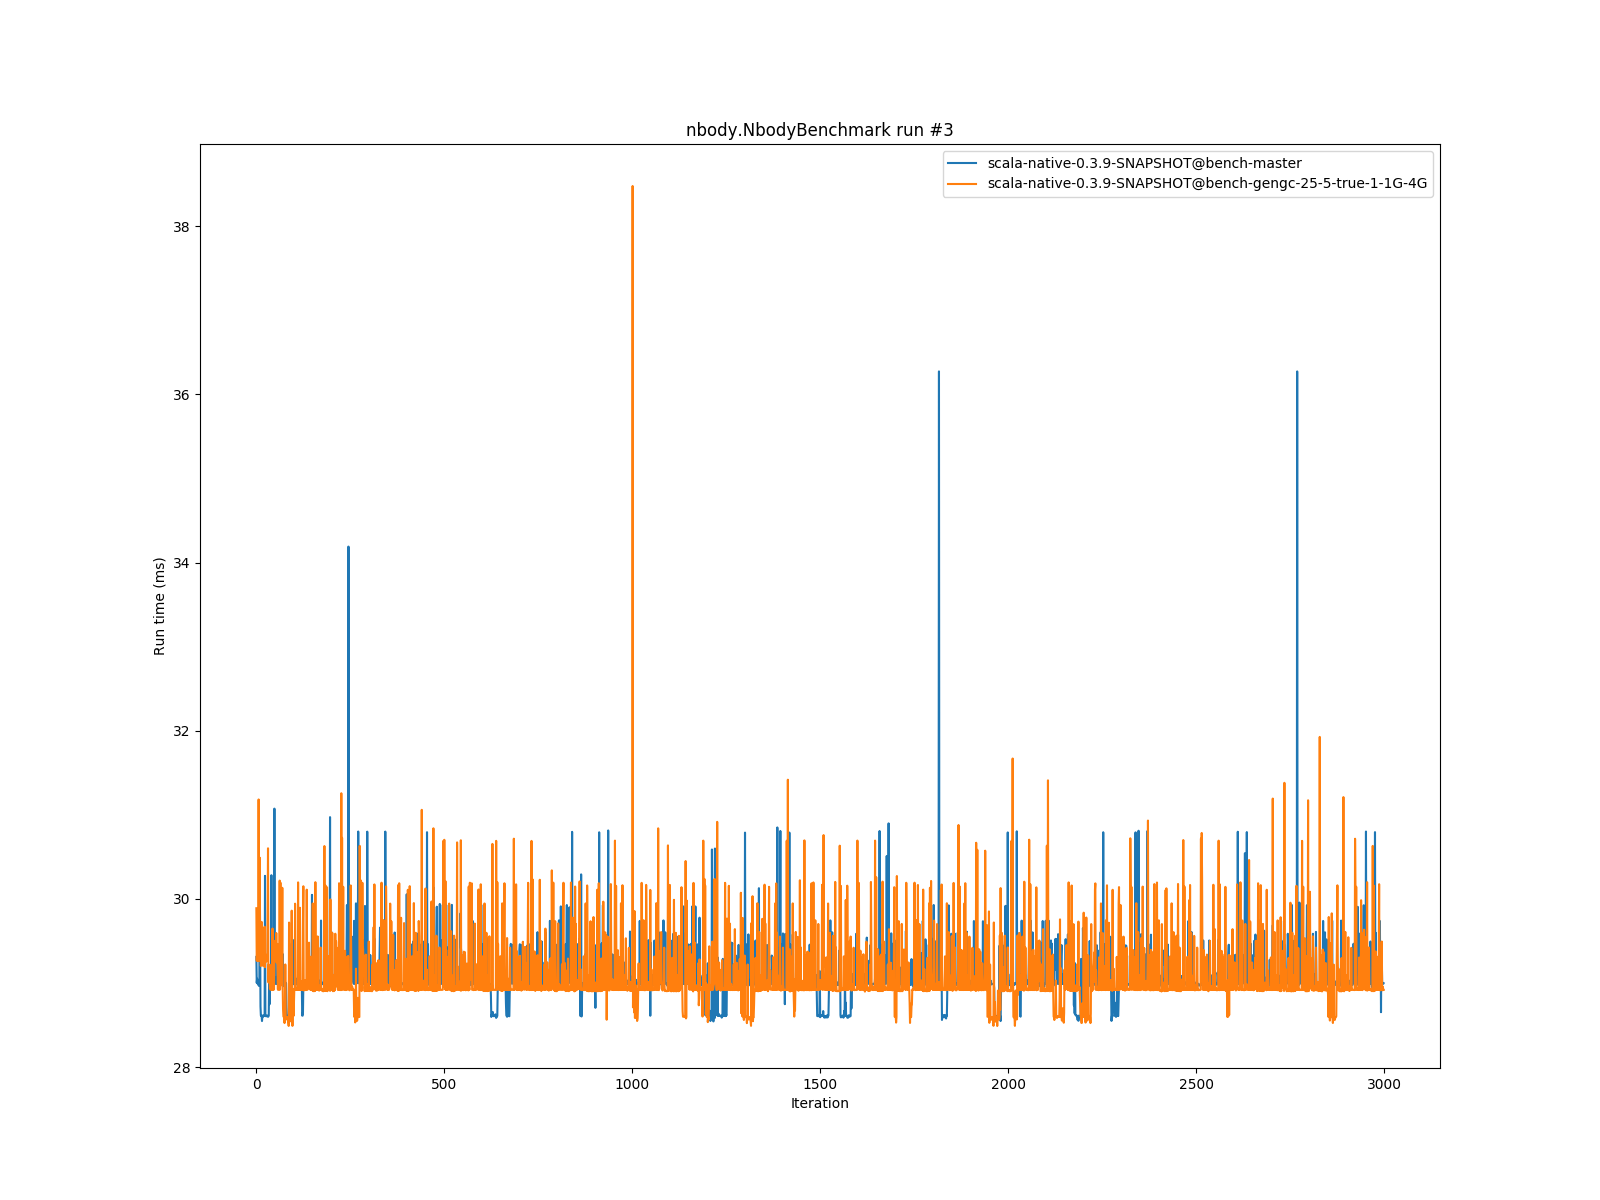 nbody.NbodyBenchmark run #3
scala-native-0.3.9-SNAPSHOT@bench-master
scala-native-0.3.9-SNAPSHOT@bench-gengc-25-5-true-1-1G-4G
38
36
34
32
30
28
Run time (ms)
0 500 1000 1500 2000 2500 3000
Iteration